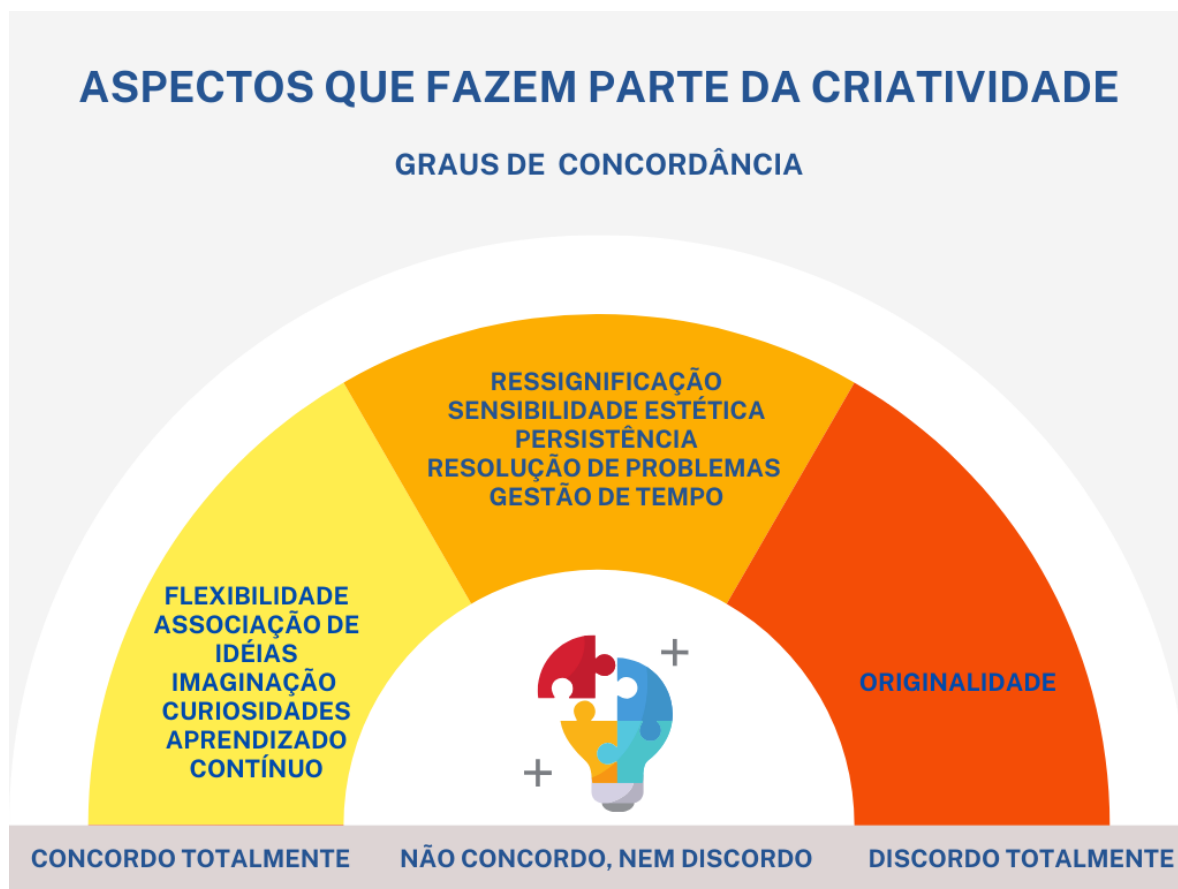 ASPECTOS QUE FAZEM PARTE DA CRIATIVIDADE
GRAUS DE CONCORDÂNCIA
RESSIGNIFICAÇÃO
SENSIBILIDADE ESTÉTICA
PERSISTÊNCIA
RESOLUÇÃO DE PROBLEMAS
GESTÃO DE TEMPO
FLEXIBILIDADE
ASSOCIAÇÃO DE
IDÉIAS
IMAGINAÇÃO
CURIOSIDADES
APRENDIZADO
CONTÍNUO
ORIGINALIDADE
CONCORDO TOTALMENTE
NÃO CONCORDO, NEM DISCORDO
DISCORDO TOTALMENTE